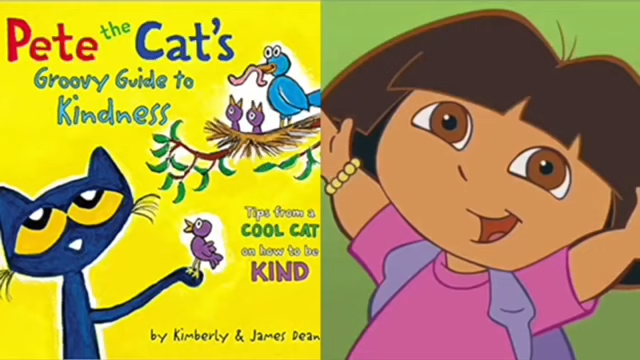 Pete the Cat's
Groovy Guide to
Kindness
Tips from a
COOL CAT
on how to be
KIND
by Kimberly & James Dean